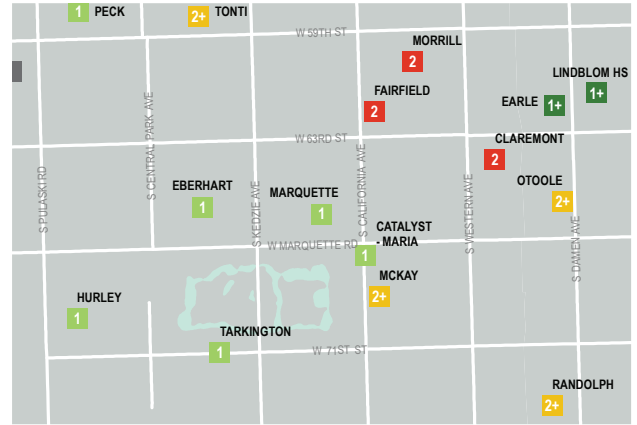 1 PECK
2+ TONTI
W 59TH ST
MORRILL
2
LINDBLOM HS
1+
FAIRFIELD
2
EARLE 1+
W 63RD ST
CLAREMONT
2
S PULASKI RD
S CENTRAL PARK AVE
S KEDZIE AVE
S CALIFORNIA AVE
S WESTERN AVE
S DAMEN AVE
EBERHART
1
MARQUETTE
1
OTOOLE
2+
W MARQUETTE RD
CATALYST
- MARIA
1
MCKAY
2+
HURLEY
1
TARKINGTON
1
W 71ST ST
RANDOLPH
2+